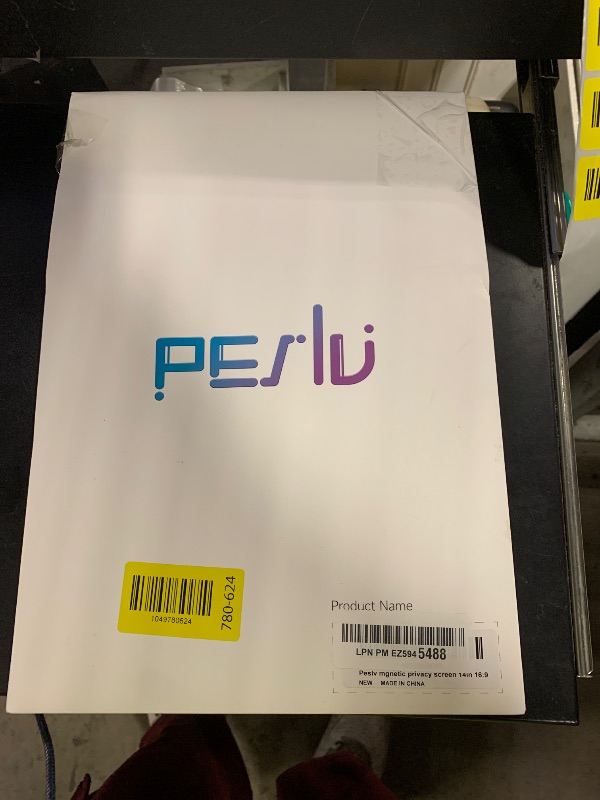 PESLV
780-624
1049780624
Product Name
LPN PM EZ594 5488
Peslv mgnetic privacy screen 14in 16:9
NEW MADE IN CHINA